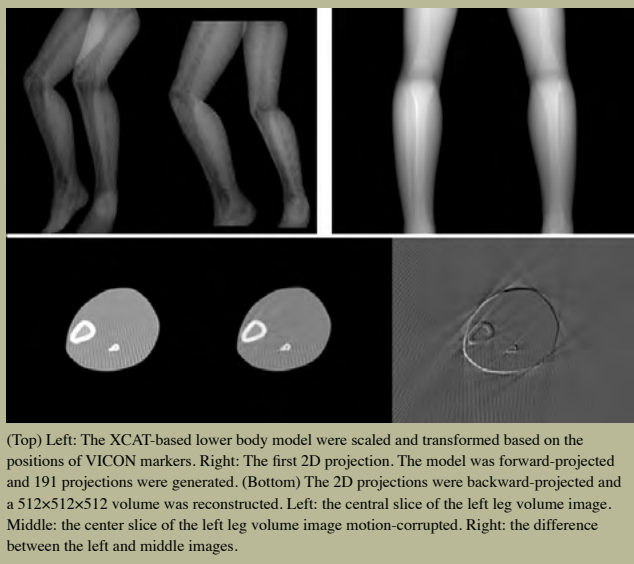 (Top) Left: The XCAT-based lower body model were scaled and transformed based on the
positions of VICON markers. Right: The first 2D projection. The model was forward-projected
and 191 projections were generated. (Bottom) The 2D projections were backward-projected and
a 512×512×512 volume was reconstructed. Left: the central slice of the left leg volume image.
Middle: the center slice of the left leg volume image motion-corrupted. Right: the difference
between the left and middle images.